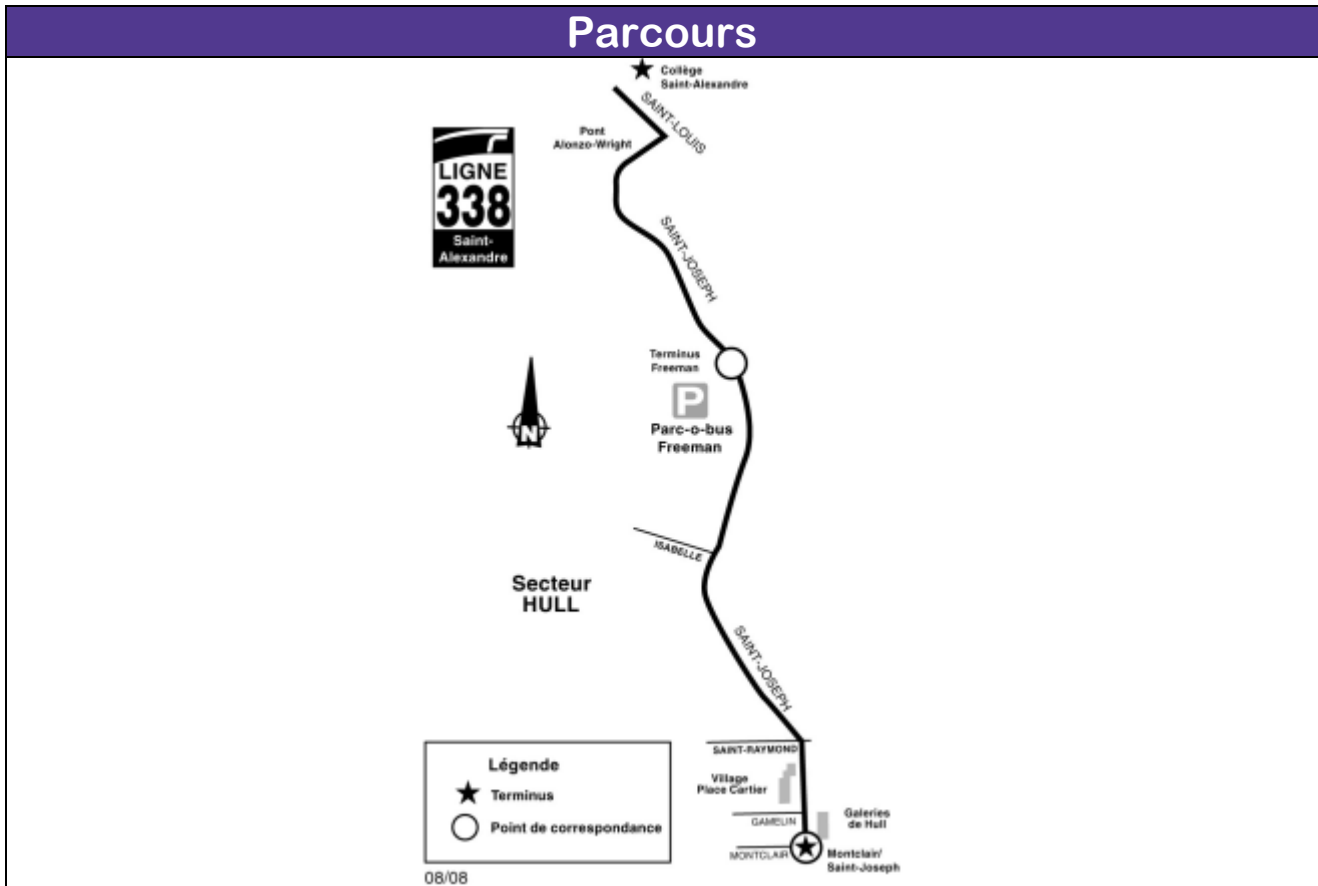 Parcours
Collège
Saint-Alexandre
SAINT-LOUIS
Pont
Alonzo-Wright
LIGNE
338
Saint-
Alexandre
SAINT-JOSEPH
Terminus
Freeman
P
Parc-o-bus
Freeman
N
ISABELLE
Secteur
HULL
SAINT-JOSEPH
SAINT-RAYMOND
Village
Place Cartier
Galeries
de Hull
GAMELIN
MONTCLAIR
Montclair/
Saint-Joseph
Légende
Terminus
Point de correspondance
08/08